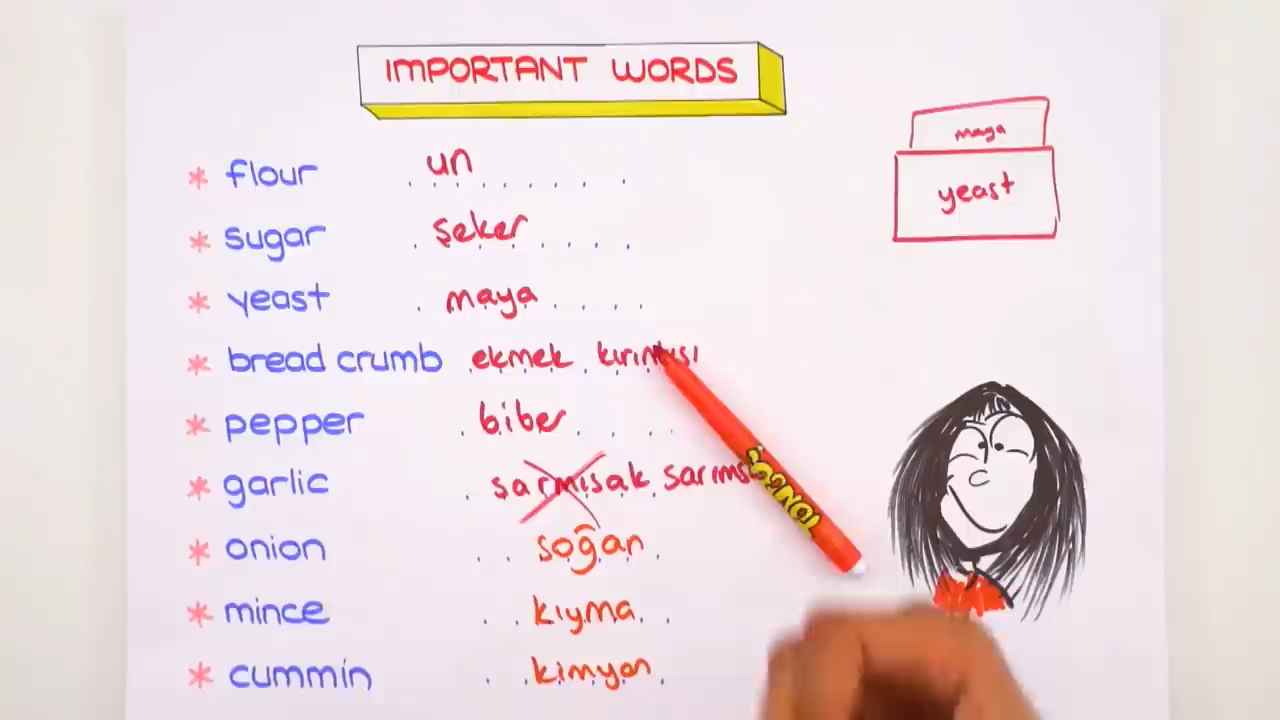 IMPORTANT WORDS
* flour un
* sugar şeker
* yeast maya
* bread crumb ekmek
* pepper biber
* garlic sarmısak
* onion soğan
* mince kıyma
* cummin kimyon
maya
yeast